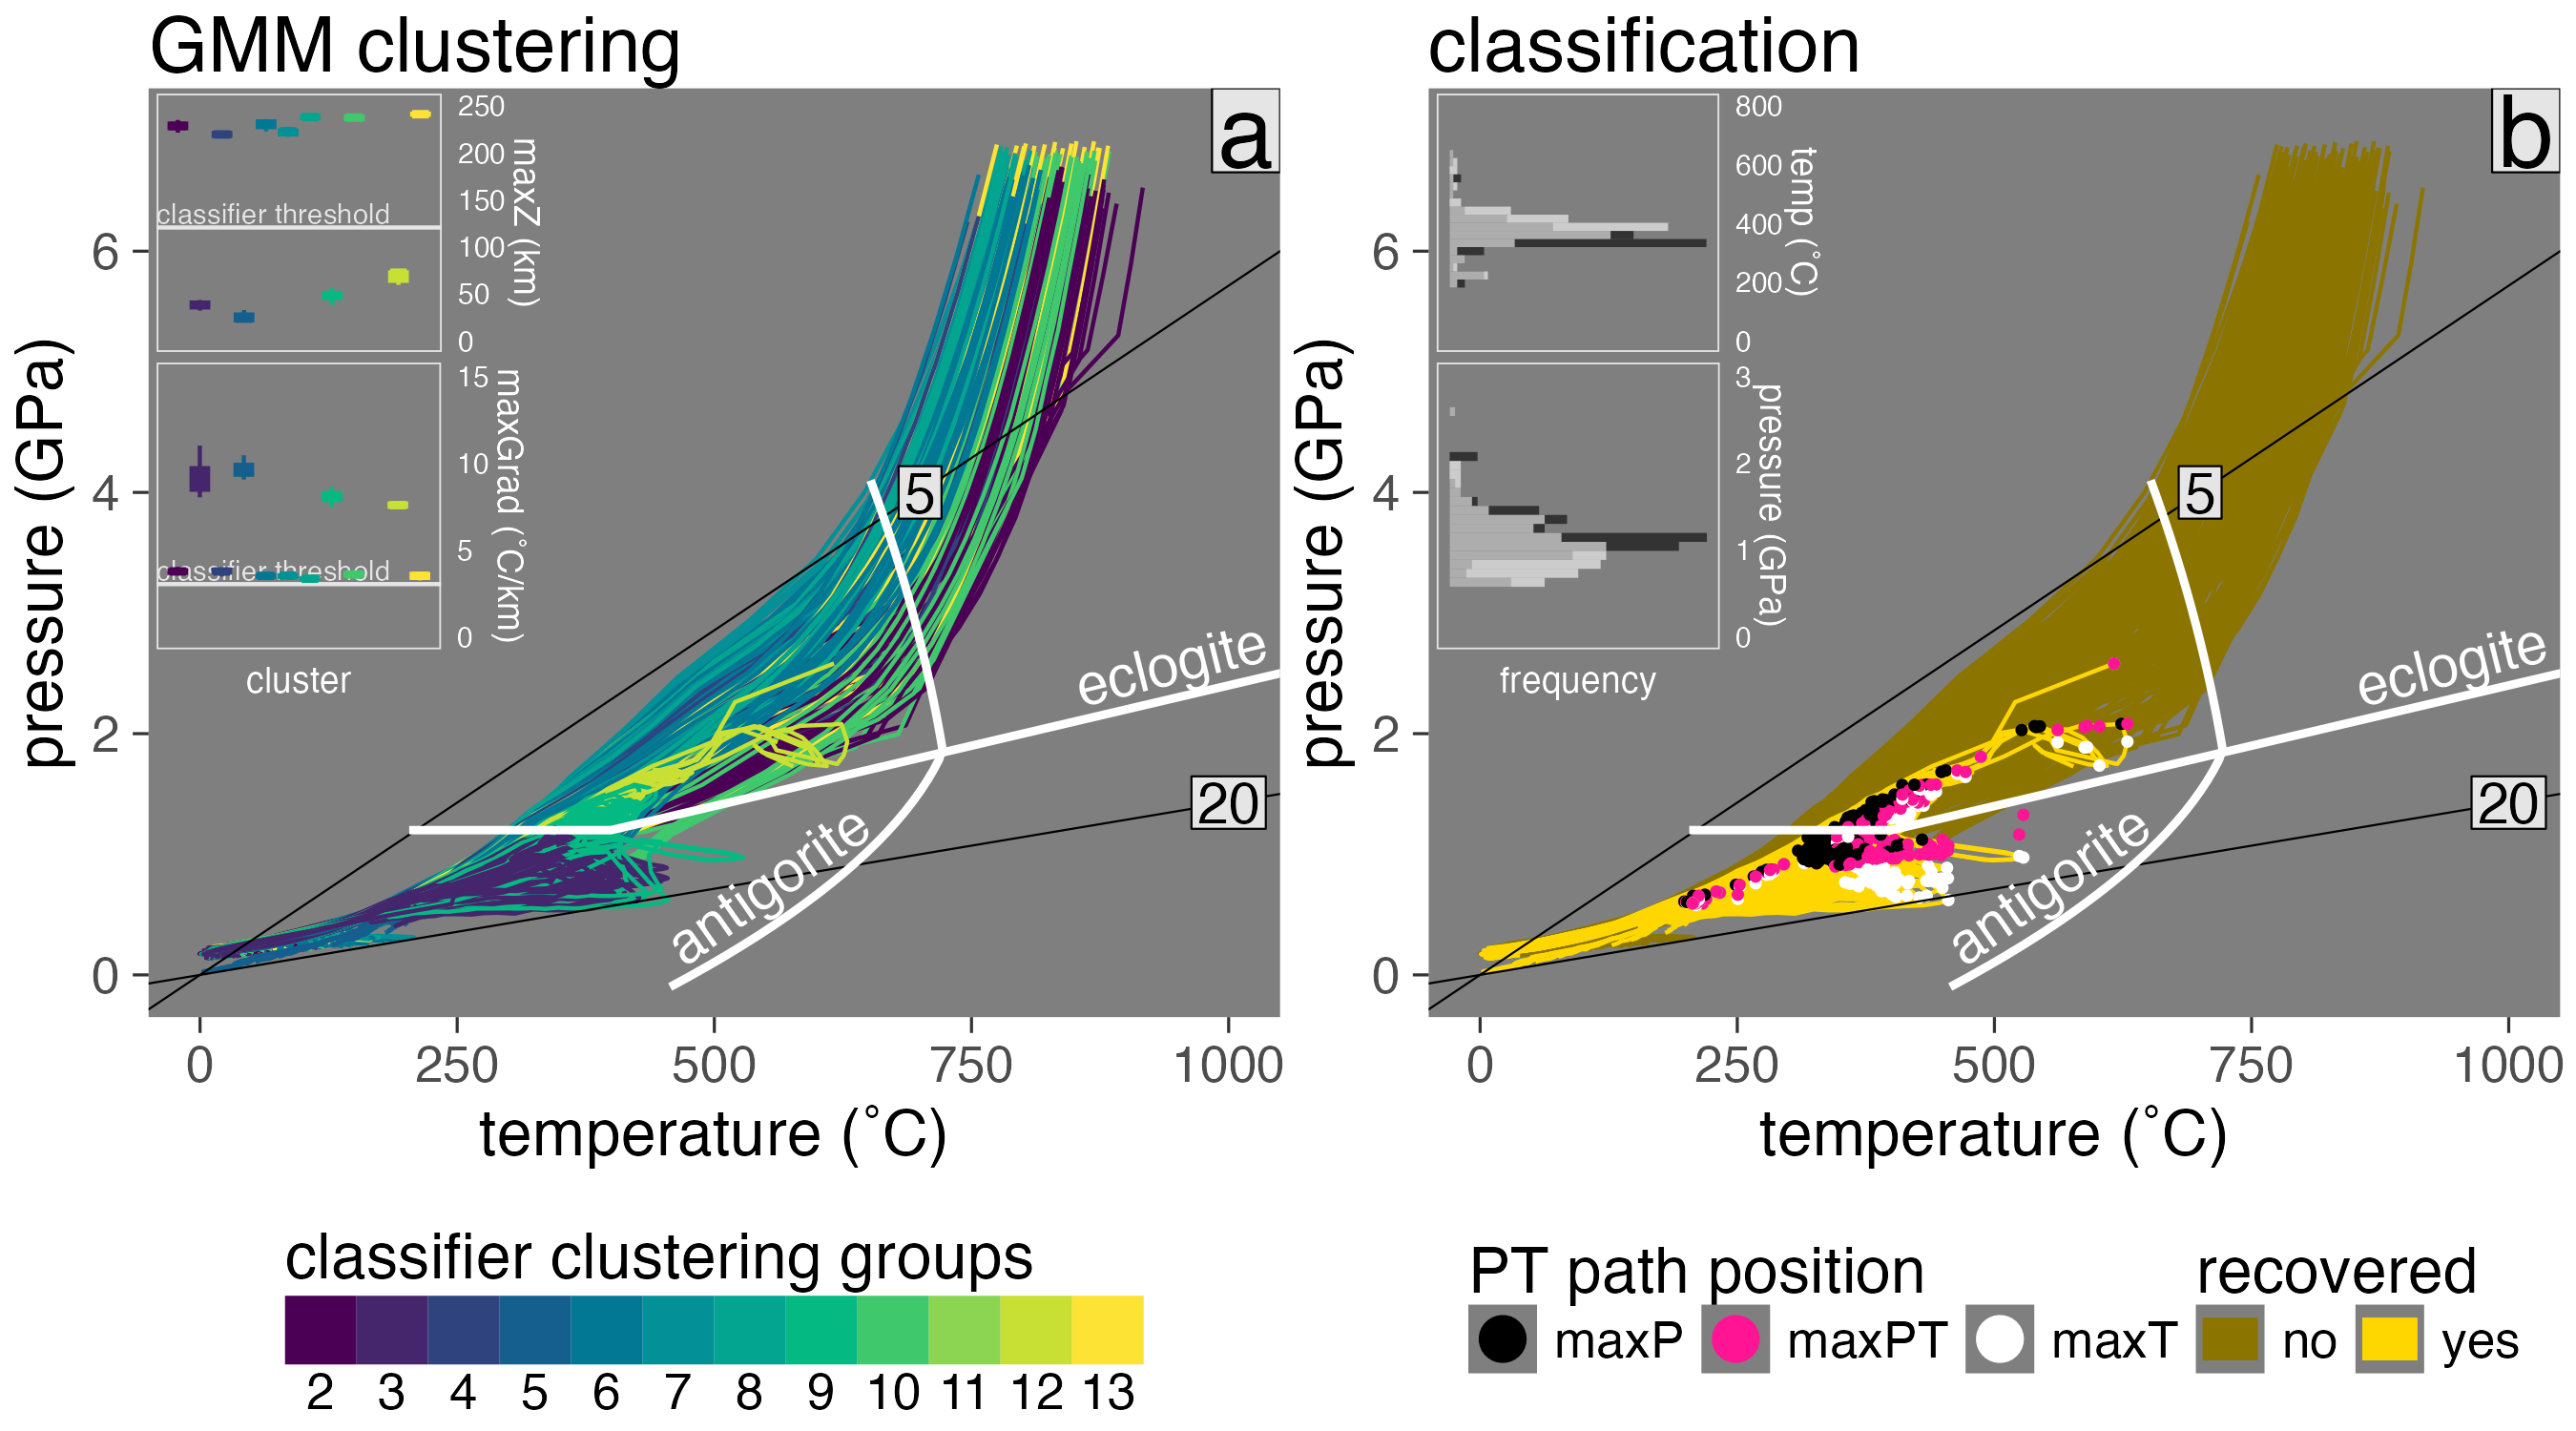 GMM clustering
a
6
4
2
0
pressure (GPa)
0
250
500
750
1000
temperature (˚C)
250
200
150
100
50
0
maxZ (km)
classifier threshold
15
10
5
0
maxGrad (˚C/km)
classifier threshold
cluster
5
20
eclogite
antigorite
classifier clustering groups
2 3 4 5 6 7 8 9 10 11 12 13
classification
b
6
4
2
0
pressure (GPa)
0
250
500
750
1000
temperature (˚C)
800
600
400
200
0
temp (˚C)
3
2
1
0
pressure (GPa)
frequency
5
20
eclogite
antigorite
PT path position
maxP
maxPT
maxT
recovered
no
yes